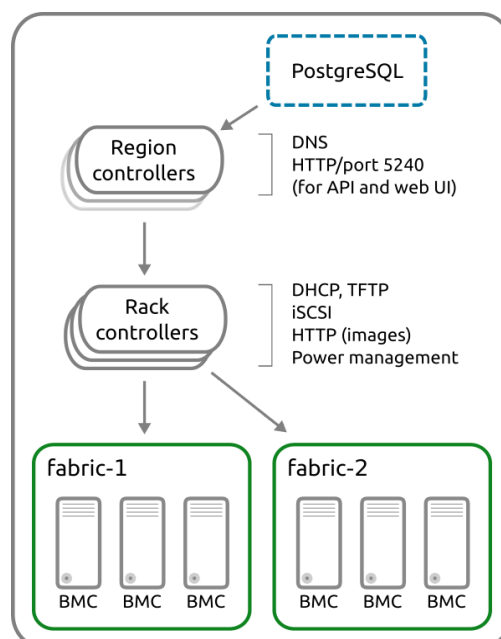 PostgreSQL
Region
controllers
DNS
HTTP/port 5240
(for API and web UI)
Rack
controllers
DHCP, TFTP
iSCSI
HTTP (images)
Power management
fabric-1
BMC BMC BMC
fabric-2
BMC BMC BMC